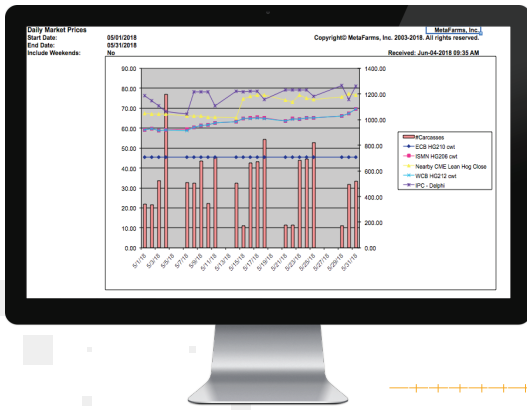 Daily Market Prices
MetaFarms, Inc.
Start Date: 05/01/2018 Copyright© MetaFarms, Inc. 2003-2018. All rights reserved.
End Date: 05/31/2018
Include Weekends: No Received: Jun-04-2018 09:35 AM
90.00 1400.00
80.00 1200.00
70.00
60.00 1000.00
50.00 800.00
40.00 600.00
30.00
20.00 400.00
10.00 200.00
0.00 0.00
#Carcasses
ECB HG210 cwt
ISMN HG206 cwt
Nearby CME Lean Hog Close
WCB HG212 cwt
IPC - Delphi
5/1/18 5/3/18 5/5/18 5/7/18 5/9/18 5/11/18 5/13/18 5/15/18 5/17/18 5/19/18 5/21/18 5/23/18 5/25/18 5/27/18 5/29/18 5/31/18